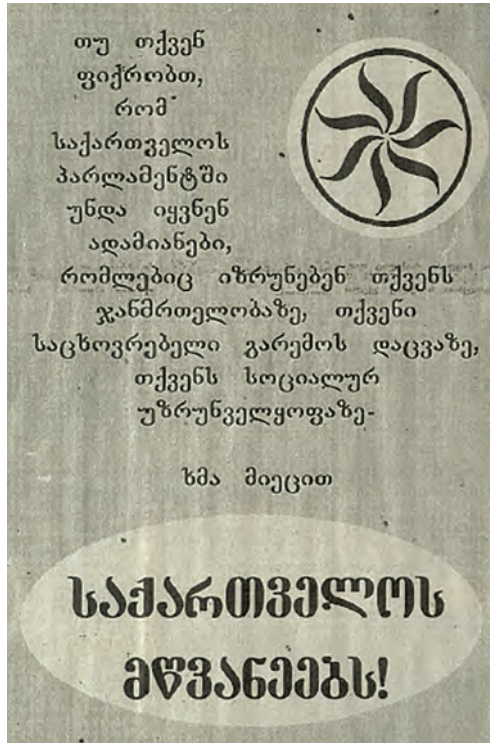 თუ თქვენ
ფიქრობთ,
რომ
საქართველოს
პარლამენტში
უნდა იყვნენ
ადამიანები,
რომლებიც იზრუნებენ თქვენს
ჯანმრთელობაზე, თქვენი
საცხოვრებელი გარემოს დაცვაზე,
თქვენს სოციალურ
უზრუნველყოფაზე-
ხმა მიეცით
საქართველოს
მწვანეებს!